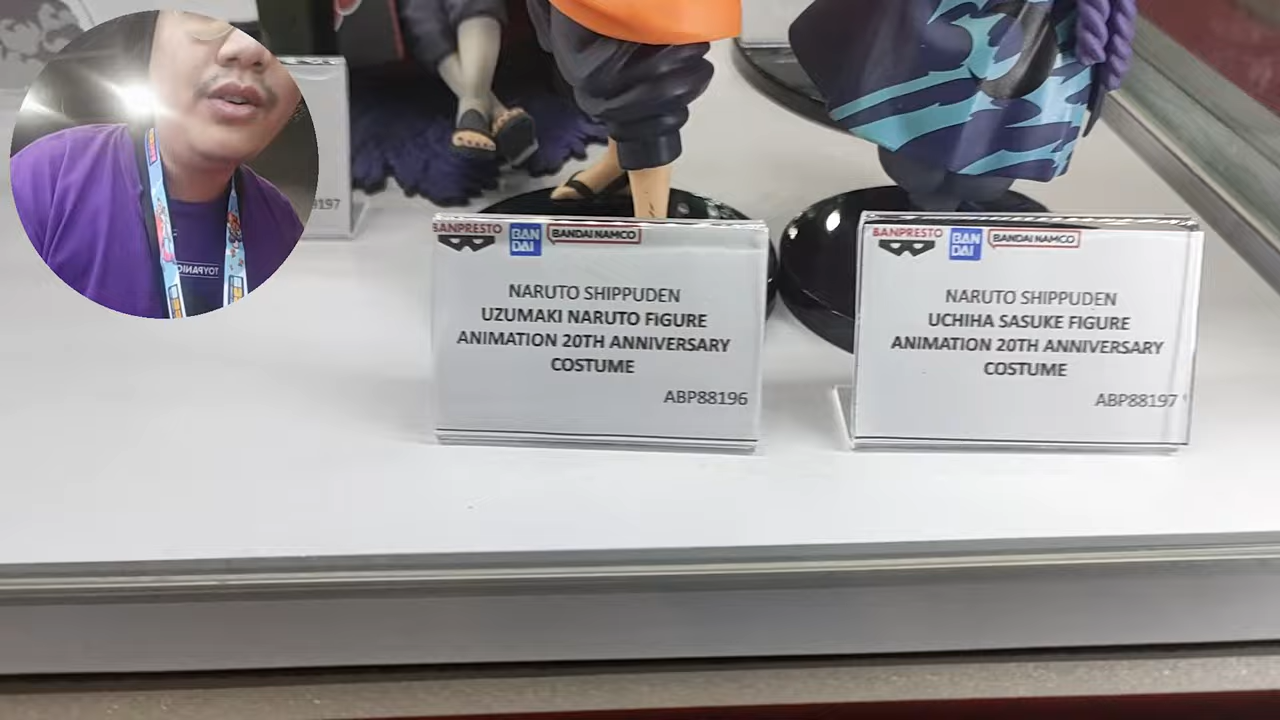 9197
BANPRESTO
BAN
DAI
BANDAI NAMCO
NARUTO SHIPPUDEN
UZUMAKI NARUTO FIGURE
ANIMATION 20TH ANNIVERSARY
COSTUME
ABP88196
BANPRESTO
BAN
DAI
BANDAI NAMCO
NARUTO SHIPPUDEN
UCHIHA SASUKE FIGURE
ANIMATION 20TH ANNIVERSARY
COSTUME
ABP88197